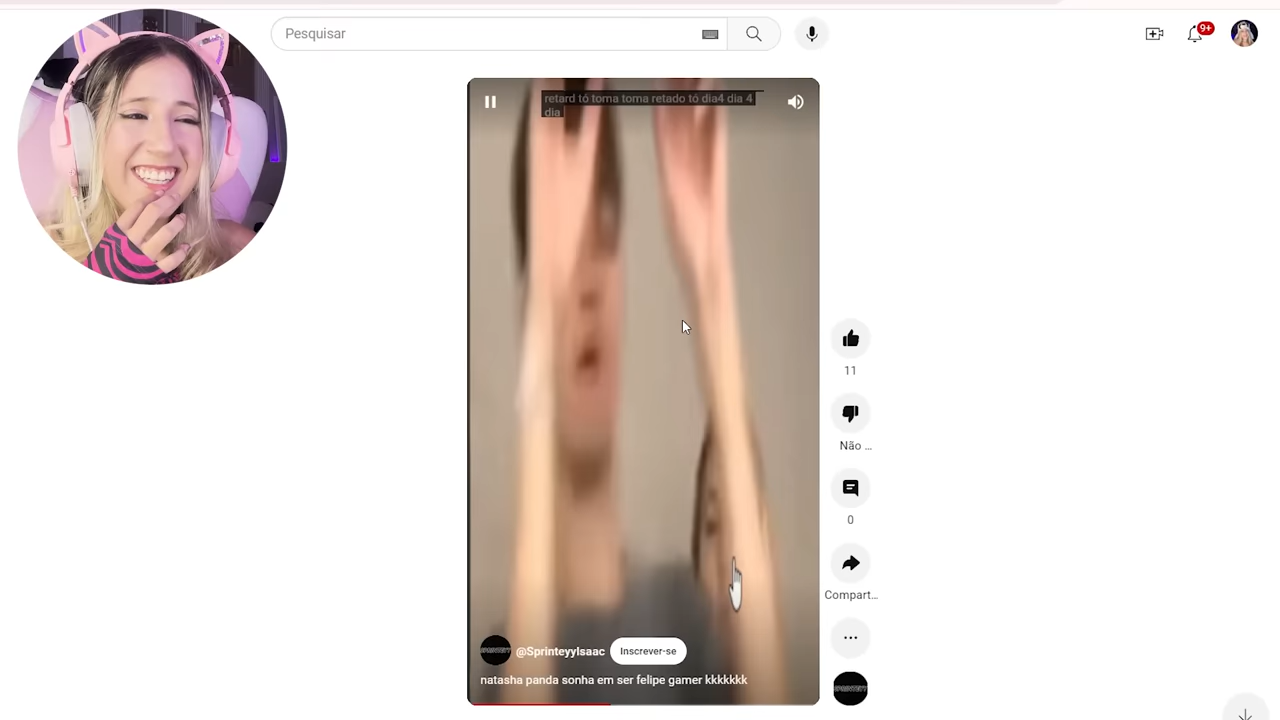 Pesquisar
9+
retard tó toma toma retado tó dia4 dia 4
dia
11
Não ...
0
Compart...
@SprinteyyIsaac
Inscrever-se
natasha panda sonha em ser felipe gamer kkkkkkk